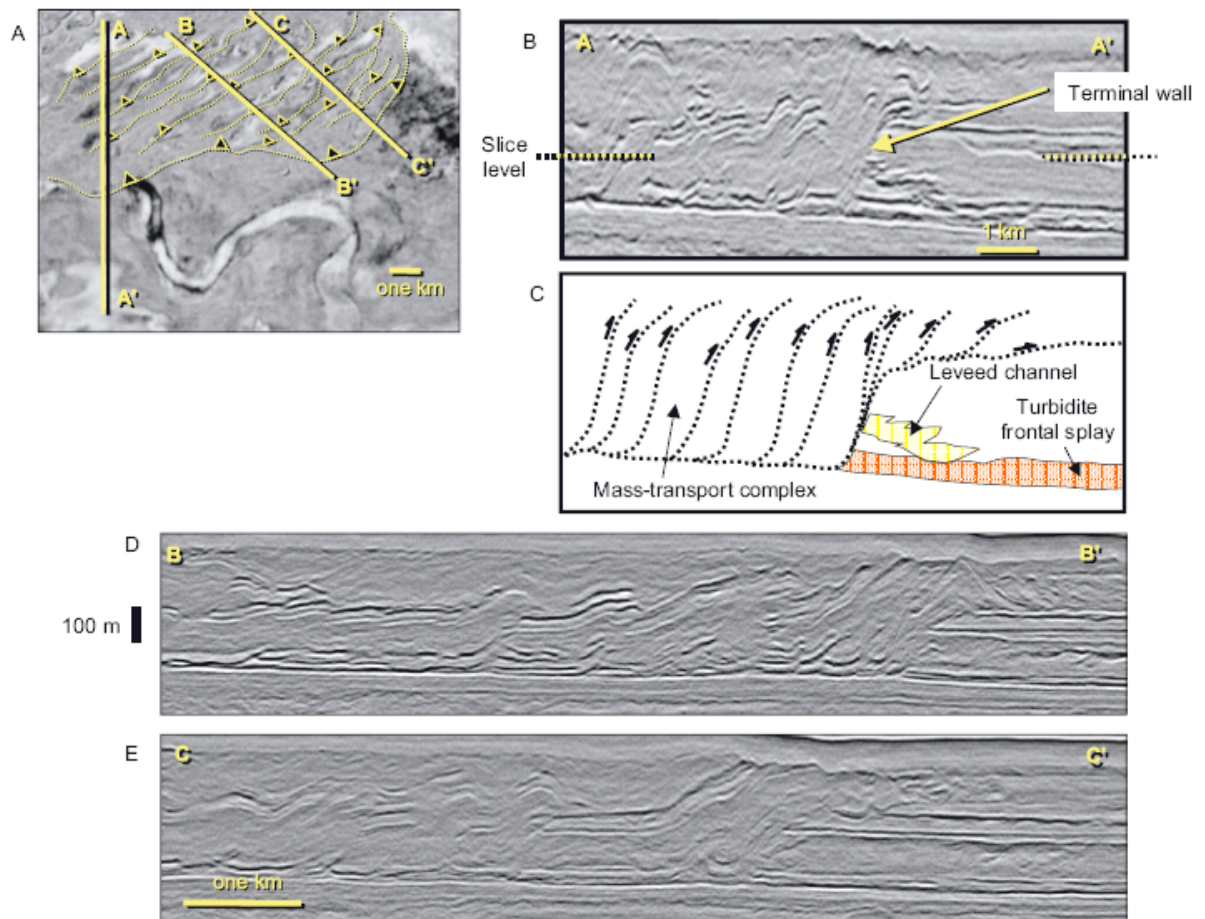 A
A
B
C
C'
B'
A'
one km
B
A
A'
Terminal wall
Slice
level
1 km
C
Leveed channel
Turbidite
frontal splay
Mass-transport complex
D
B
B'
100 m
E
C
C'
one km